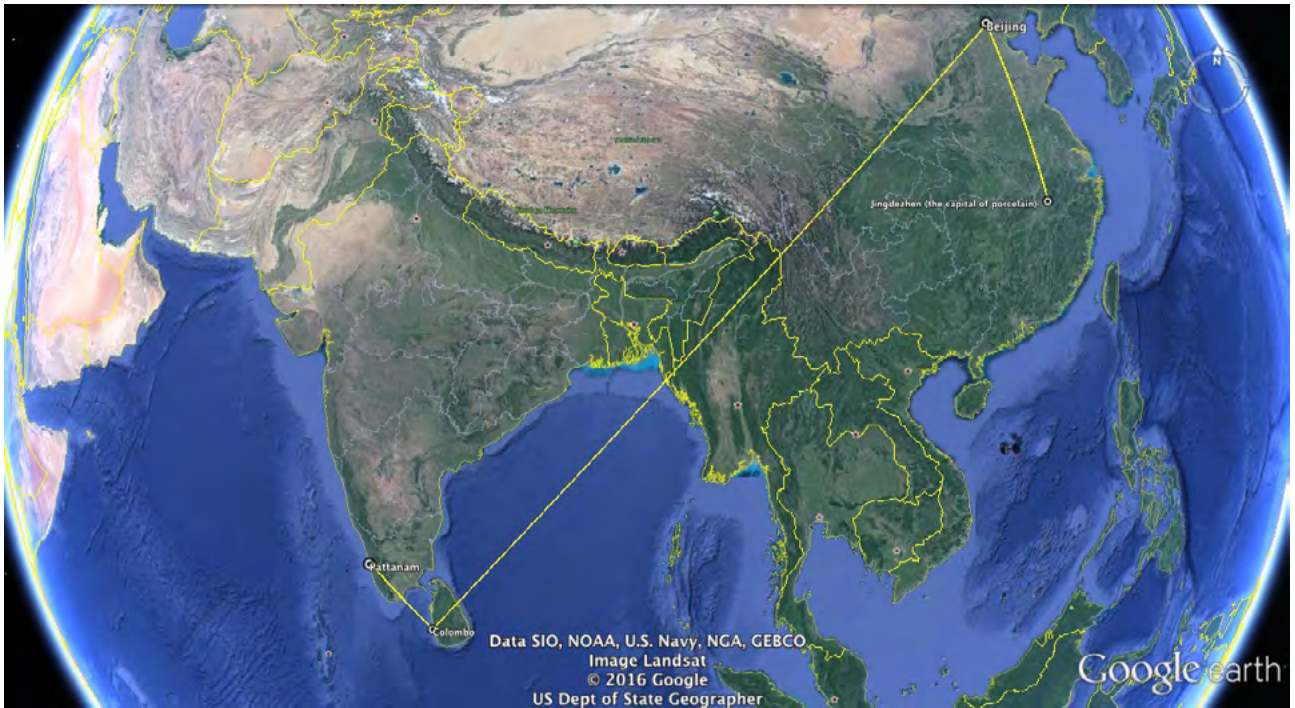 Beijing
N
Jingdezhen (the capital of porcelain)
Pattanam
Colombo
Data SIO, NOAA, U.S. Navy, NGA, GEBCO
Image Landsat
© 2016 Google
US Dept of State Geographer
Google earth